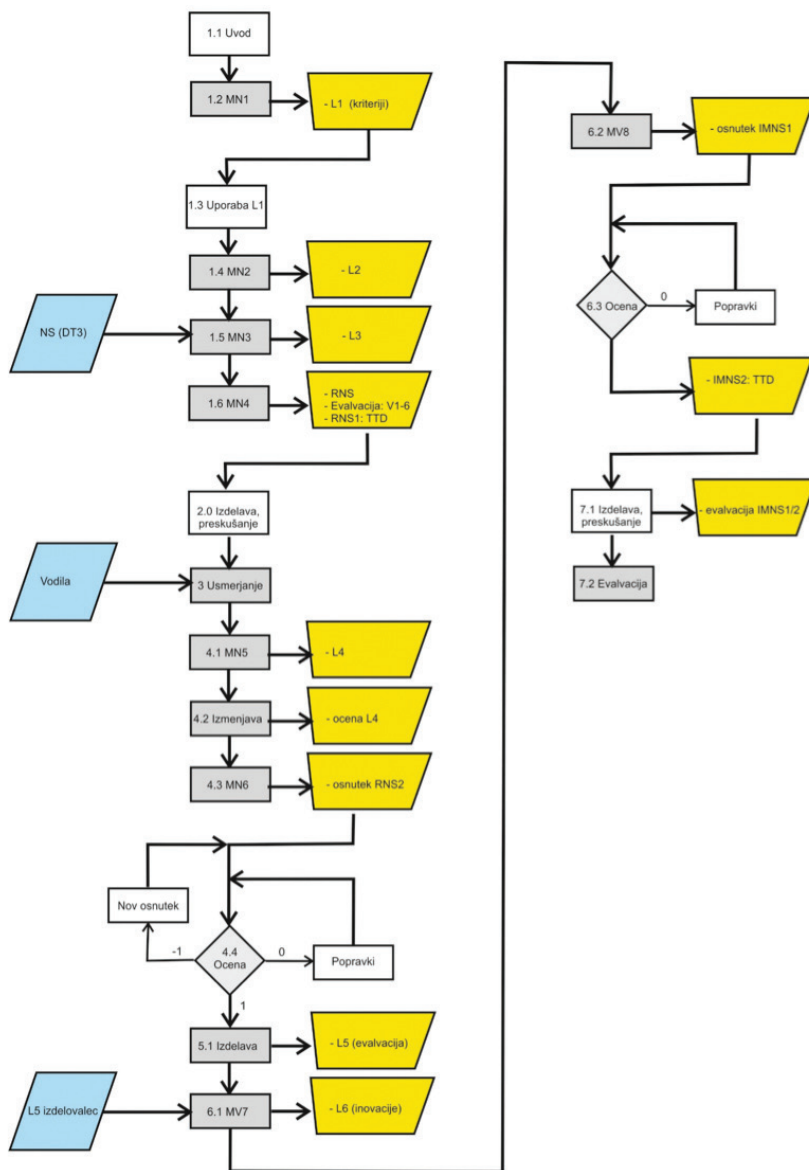 1.1 Uvod
1.2 MN1
- L1 (kriteriji)
1.3 Uporaba L1
1.4 MN2
- L2
NS (DT3)
1.5 MN3
- L3
1.6 MN4
- RNS
- Evalvacija: V1-6
- RNS1: TTD
2.0 Izdelava,
preskušanje
Vodila
3 Usmerjanje
4.1 MN5
- L4
4.2 Izmenjava
- ocena L4
4.3 MN6
- osnutek RNS2
Nov osnutek
-1
4.4
Ocena
0
Popravki
1
5.1 Izdelava
- L5 (evalvacija)
L5 izdelovalec
6.1 MV7
- L6 (inovacije)
6.2 MV8
- osnutek IMNS1
6.3 Ocena
0
Popravki
- IMNS2: TTD
7.1 Izdelava,
preskušanje
- evalvacija IMNS1/2
7.2 Evalvacija